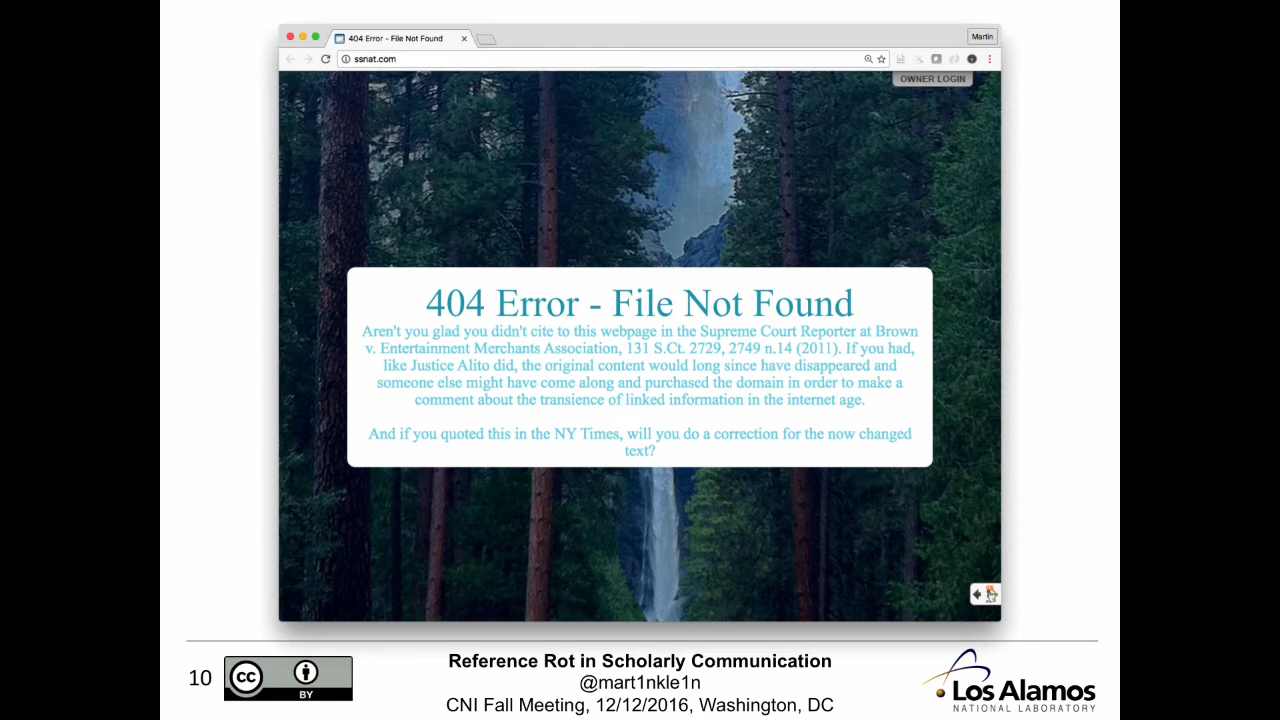 404 Error - File Not Found
Martin
ssnat.com
OWNER LOGIN
404 Error - File Not Found
Aren't you glad you didn't cite to this webpage in the Supreme Court Reporter at Brown
v. Entertainment Merchants Association, 131 S.Ct. 2729, 2749 n.14 (2011). If you had,
like Justice Alito did, the original content would long since have disappeared and
someone else might have come along and purchased the domain in order to make a
comment about the transience of linked information in the internet age.
And if you quoted this in the NY Times, will you do a correction for the now changed
text?
10
CC
BY
Reference Rot in Scholarly Communication
@mart1nkle1n
CNI Fall Meeting, 12/12/2016, Washington, DC
Los Alamos
NATIONAL LABORATORY